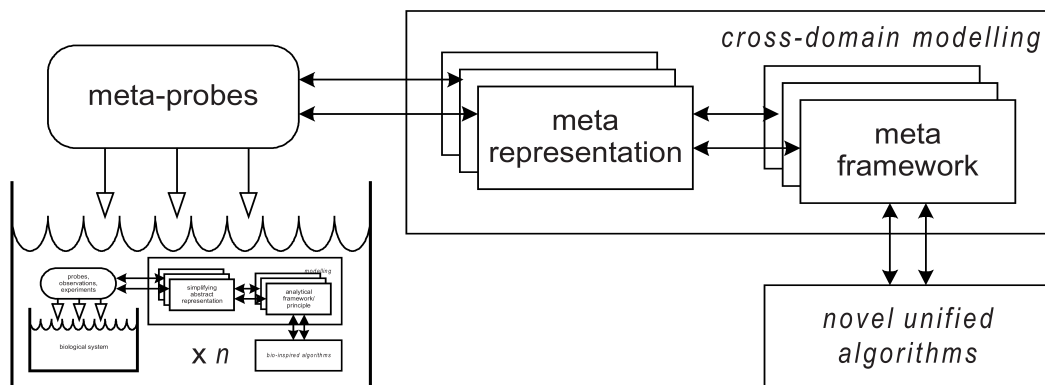 cross-domain modelling
meta-probes
meta
representation
meta
framework
probes,
observations,
experiments
modelling
simplifying
abstract
representation
analytical
framework/
principle
biological system
x n
bio-inspired algorithms
novel unified
algorithms